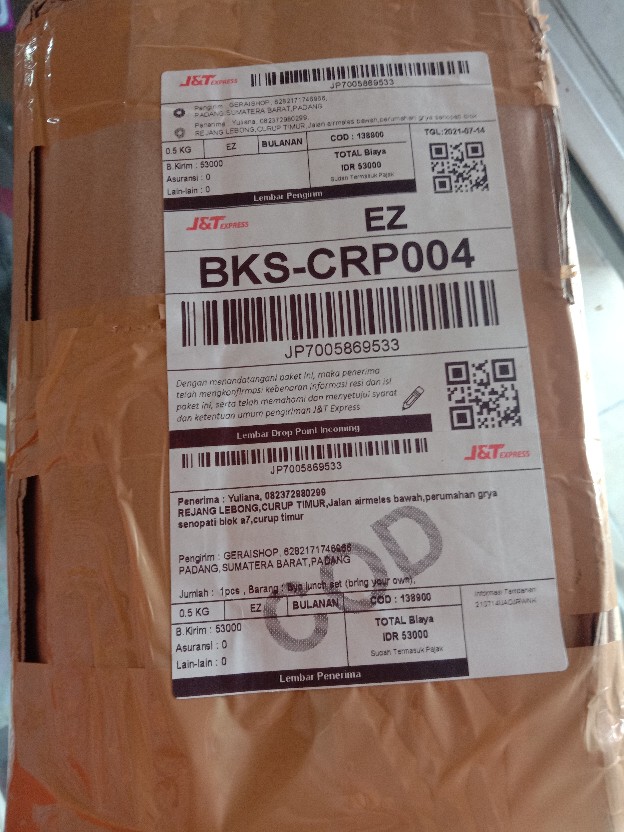 J&T EXPRESS
JP7005869533
Pengirim : GERAISHOP, 6282171746966,
PADANG,SUMATERA BARAT,PADANG
Penerima : Yuliana, 082372980299,
REJANG LEBONG,CURUP TIMUR,Jalan airmeles bawah,perumahan grya senopati blok
0.5 KG EZ BULANAN COD : 138900 TGL:2021-07-14
B.Kirim : 53000 TOTAL Biaya
Asuransi : 0 IDR 53000
Lain-lain : 0 Sudah Termasuk Pajak
Lembar Pengirim
J&T EXPRESS EZ
BKS-CRP004
JP7005869533
Dengan menandatangani paket ini, maka penerima
telah mengkonfirmasi kebenaran informasi resi dan isi
paket ini, serta telah memahami dan menyetujui syarat
dan ketentuan umum pengiriman J&T Express
Lembar Drop Point Incoming
JP7005869533 J&T EXPRESS
Penerima : Yuliana, 082372880299
REJANG LEBONG,CURUP TIMUR,Jalan airmeles bawah,perumahan grya
senopati blok a7,curup timur
Pengirim : GERAISHOP, 6282171746966
PADANG,SUMATERA BARAT,PADANG
COD
Jumlah : 1pcs , Barang : byo lunch set (bring your own),
0.5 KG EZ BULANAN COD : 138900
B.Kirim : 53000 TOTAL Biaya
Asuransi : 0 IDR 53000
Lain-lain : 0 Sudah Termasuk Pajak
Informasi Tambahan
Lembar Penerima